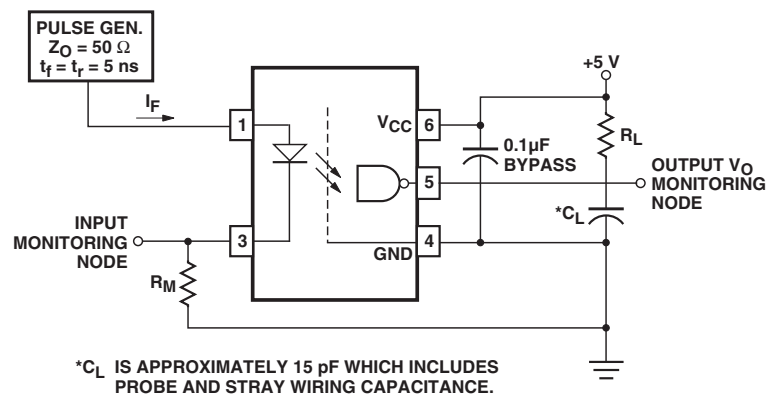 PULSE GEN.
Z_O = 50 Ω
t_f = t_r = 5 ns
I_F
1
3
INPUT
MONITORING
NODE
R_M
V_CC
6
5
GND
4
0.1µF
BYPASS
+5 V
R_L
*C_L
OUTPUT V_O
MONITORING
NODE
*C_L IS APPROXIMATELY 15 pF WHICH INCLUDES
PROBE AND STRAY WIRING CAPACITANCE.